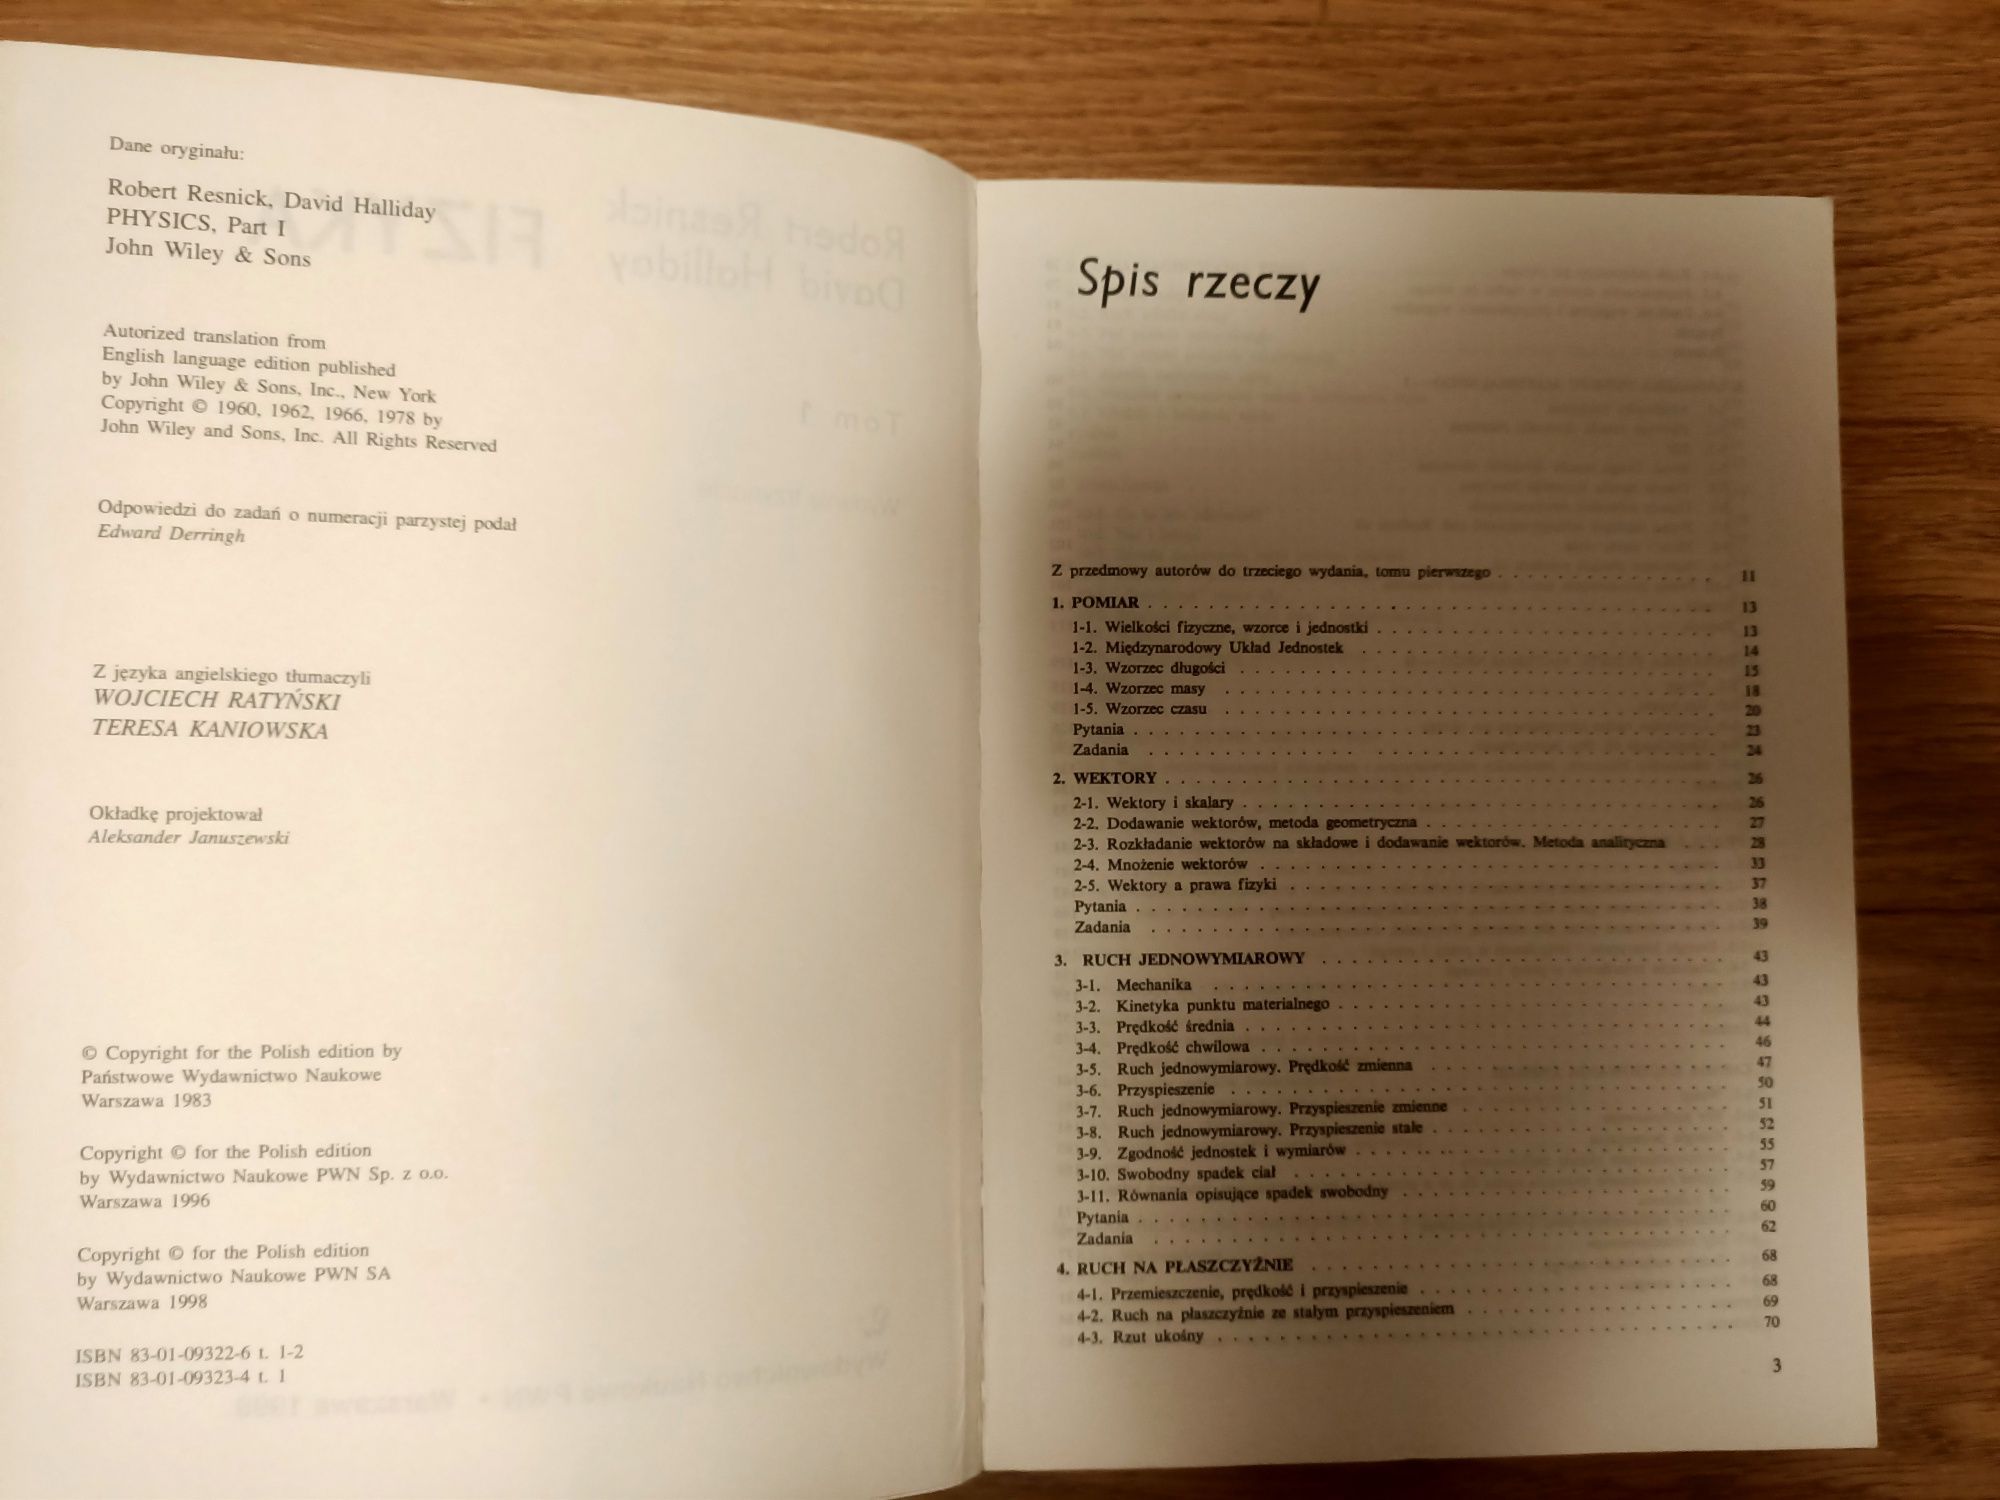 Dane oryginału:
Robert Resnick, David Halliday
PHYSICS, Part I
John Wiley & Sons
Autorized translation from
English language edition published
by John Wiley & Sons, Inc., New York
Copyright © 1960, 1962, 1966, 1978 by
John Wiley and Sons, Inc. All Rights Reserved
Odpowiedzi do zadań o numeracji parzystej podał
Edward Derringh
Z języka angielskiego tłumaczyli
WOJCIECH RATYŃSKI
TERESA KANIOWSKA
Okładkę projektował
Aleksander Januszewski
© Copyright for the Polish edition by
Państwowe Wydawnictwo Naukowe
Warszawa 1983
Copyright © for the Polish edition
by Wydawnictwo Naukowe PWN Sp. z o.o.
Warszawa 1996
Copyright © for the Polish edition
by Wydawnictwo Naukowe PWN SA
Warszawa 1998
ISBN 83-01-09322-6 t. 1-2
ISBN 83-01-09323-4 t. 1
Spis rzeczy
Z przedmowy autorów do trzeciego wydania, tomu pierwszego . . . . . . . . . . . . . 11
1. POMIAR . . . . . . . . . . . . . 13
1-1. Wielkości fizyczne, wzorce i jednostki . . . . . . . . . . . . . 13
1-2. Międzynarodowy Układ Jednostek . . . . . . . . . . . . . 14
1-3. Wzorzec długości . . . . . . . . . . . . . 15
1-4. Wzorzec masy . . . . . . . . . . . . . 18
1-5. Wzorzec czasu . . . . . . . . . . . . . 20
Pytania . . . . . . . . . . . . . 23
Zadania . . . . . . . . . . . . . 24
2. WEKTORY . . . . . . . . . . . . . 26
2-1. Wektory i skalary . . . . . . . . . . . . . 26
2-2. Dodawanie wektorów, metoda geometryczna . . . . . . . . . . . . . 27
2-3. Rozkładanie wektorów na składowe i dodawanie wektorów. Metoda analityczna . . . 28
2-4. Mnożenie wektorów . . . . . . . . . . . . . 33
2-5. Wektory a prawa fizyki . . . . . . . . . . . . . 37
Pytania . . . . . . . . . . . . . 38
Zadania . . . . . . . . . . . . . 39
3. RUCH JEDNOWYMIAROWY . . . . . . . . . . . . . 43
3-1. Mechanika . . . . . . . . . . . . . 43
3-2. Kinetyka punktu materialnego . . . . . . . . . . . . . 43
3-3. Prędkość średnia . . . . . . . . . . . . . 44
3-4. Prędkość chwilowa . . . . . . . . . . . . . 46
3-5. Ruch jednowymiarowy. Prędkość zmienna . . . . . . . . . . . . . 47
3-6. Przyspieszenie . . . . . . . . . . . . . 50
3-7. Ruch jednowymiarowy. Przyspieszenie zmienne . . . . . . . . . . . . . 51
3-8. Ruch jednowymiarowy. Przyspieszenie stałe . . . . . . . . . . . . . 52
3-9. Zgodność jednostek i wymiarów . . . . . . . . . . . . . 55
3-10. Swobodny spadek ciał . . . . . . . . . . . . . 57
3-11. Równania opisujące spadek swobodny . . . . . . . . . . . . . 59
Pytania . . . . . . . . . . . . . 60
Zadania . . . . . . . . . . . . . 62
4. RUCH NA PŁASZCZYŹNIE . . . . . . . . . . . . . 68
4-1. Przemieszczenie, prędkość i przyspieszenie . . . . . . . . . . . . . 68
4-2. Ruch na płaszczyźnie ze stałym przyspieszeniem . . . . . . . . . . . . . 69
4-3. Rzut ukośny . . . . . . . . . . . . . 70
3